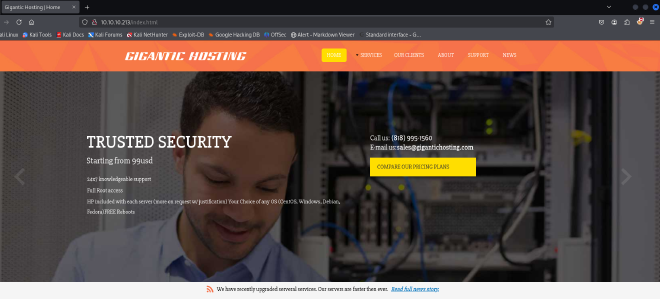 Gigantic Hosting | Home
10.10.10.213/index.html
ali Linux Kali Tools Kali Docs Kali Forums Kali NetHunter Exploit-DB Google Hacking DB OffSec Alert - Markdown Viewer Standard interface - G...
GIGANTIC HOSTING
HOME SERVICES OUR CLIENTS ABOUT SUPPORT NEWS
TRUSTED SECURITY
Starting from 99usd
24x7 knowledgeable support
Full Root access
HP included with each server (more on request w/ justification) Your Choice of any OS (CentOS, Windows, Debian,
Fedora) FREE Reboots
Call us: (818) 995-1560
E-mail us:sales@gigantichosting.com
COMPARE OUR PRICING PLANS
We have recently upgraded serveral services. Our servers are faster then ever. Read full news story